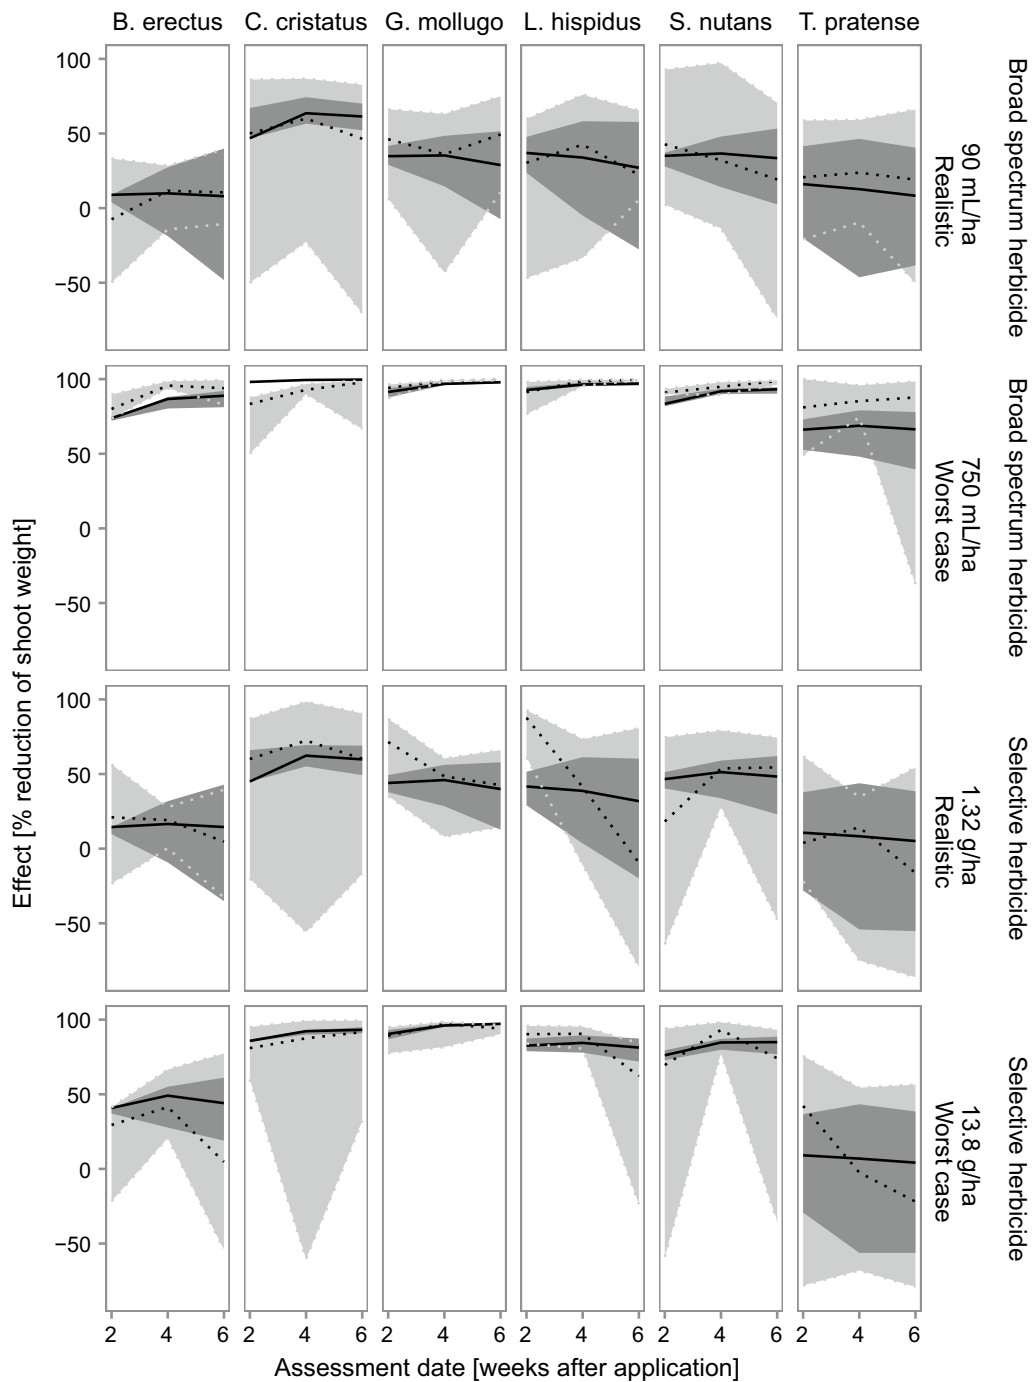 B. erectus C. cristatus G. mollugo L. hispidus S. nutans T. pratense
100
50
0
−50
90 mL/ha
Realistic
Broad spectrum herbicide
100
50
0
−50
750 mL/ha
Worst case
Broad spectrum herbicide
100
50
0
−50
1.32 g/ha
Realistic
Selective herbicide
100
50
0
−50
13.8 g/ha
Worst case
Selective herbicide
Effect [% reduction of shoot weight]
2 4 6 2 4 6 2 4 6 2 4 6 2 4 6 2 4 6
Assessment date [weeks after application]